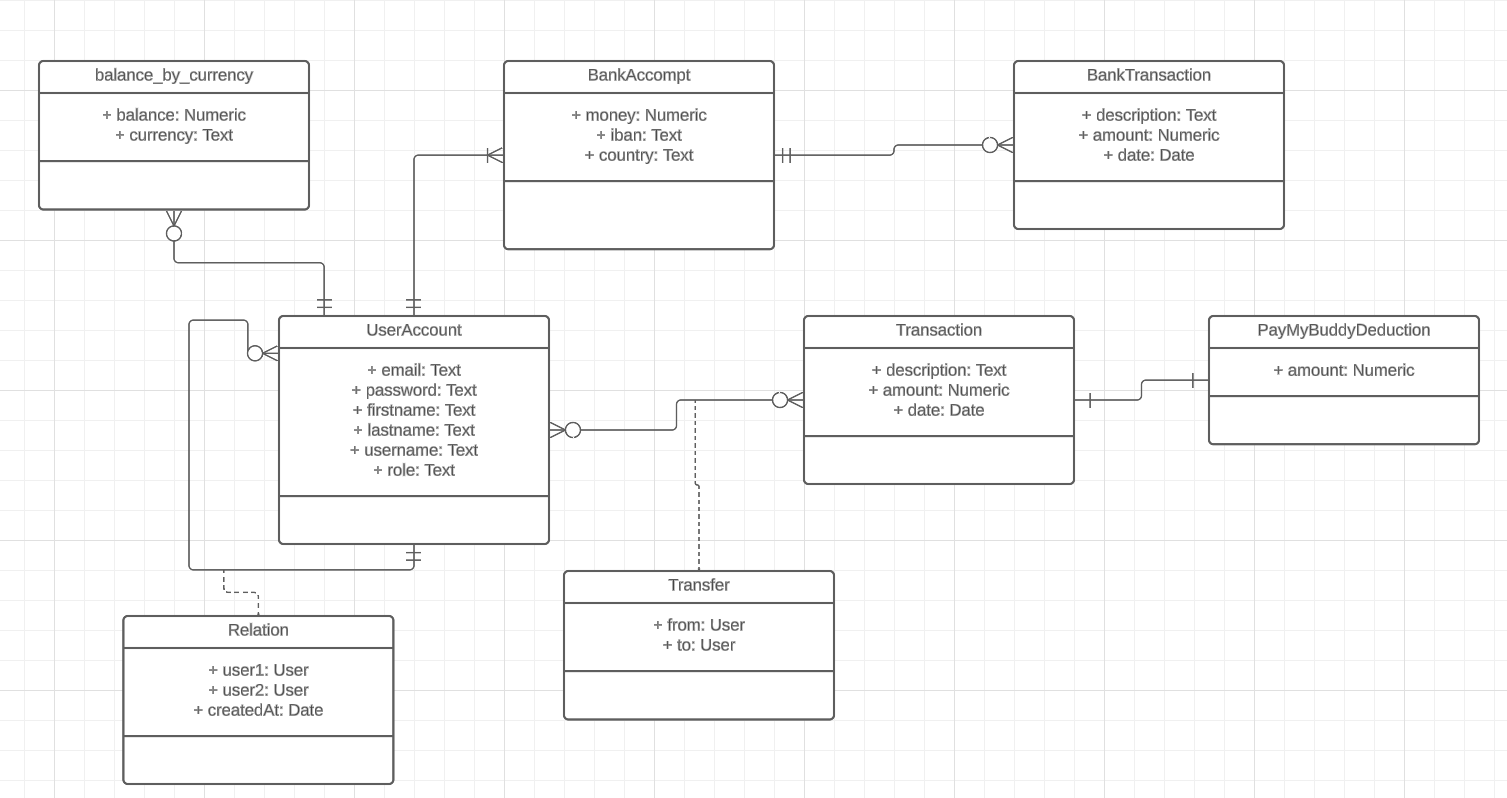 balance_by_currency
+ balance: Numeric
+ currency: Text
BankAccompt
+ money: Numeric
+ iban: Text
+ country: Text
BankTransaction
+ description: Text
+ amount: Numeric
+ date: Date
UserAccount
+ email: Text
+ password: Text
+ firstname: Text
+ lastname: Text
+ username: Text
+ role: Text
Transaction
+ description: Text
+ amount: Numeric
+ date: Date
PayMyBuddyDeduction
+ amount: Numeric
Relation
+ user1: User
+ user2: User
+ createdAt: Date
Transfer
+ from: User
+ to: User